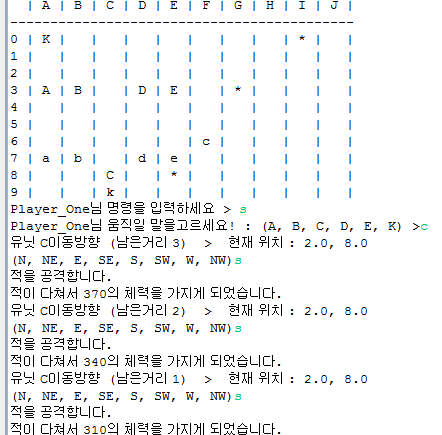 | A | B | C | D | E | F | G | H | I | J |
-------------------------------------------
0 | K | | | | | | | | * | |
1 | | | | | | | | | | |
2 | | | | | | | | | | |
3 | A | B | | D | E | | * | | | |
4 | | | | | | | | | | |
5 | | | | | | | | | | |
6 | | | | | | c | | | | |
7 | a | b | | d | e | | | | | |
8 | | | C | | * | | | | | |
9 | | | k | | | | | | | |
Player_One님 명령을 입력하세요 > s
Player_One님 움직일 말을고르세요! : (A, B, C, D, E, K) >c
유닛 C이동방향 (남은거리 3) > 현재 위치 : 2.0, 8.0
(N, NE, E, SE, S, SW, W, NW)s
적을 공격합니다.
적이 다쳐서 370의 체력을 가지게 되었습니다.
유닛 C이동방향 (남은거리 2) > 현재 위치 : 2.0, 8.0
(N, NE, E, SE, S, SW, W, NW)s
적을 공격합니다.
적이 다쳐서 340의 체력을 가지게 되었습니다.
유닛 C이동방향 (남은거리 1) > 현재 위치 : 2.0, 8.0
(N, NE, E, SE, S, SW, W, NW)s
적을 공격합니다.
적이 다쳐서 310의 체력을 가지게 되었습니다.